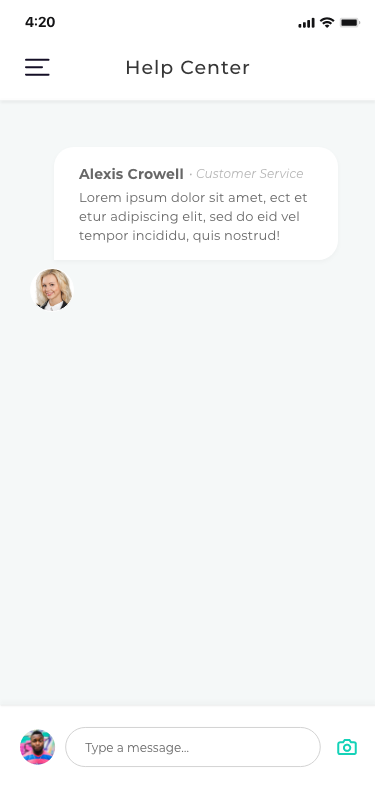 4:20
Help Center
Alexis Crowell · Customer Service
Lorem ipsum dolor sit amet, ect et
etur adipiscing elit, sed do eid vel
tempor incididu, quis nostrud!
Type a message...